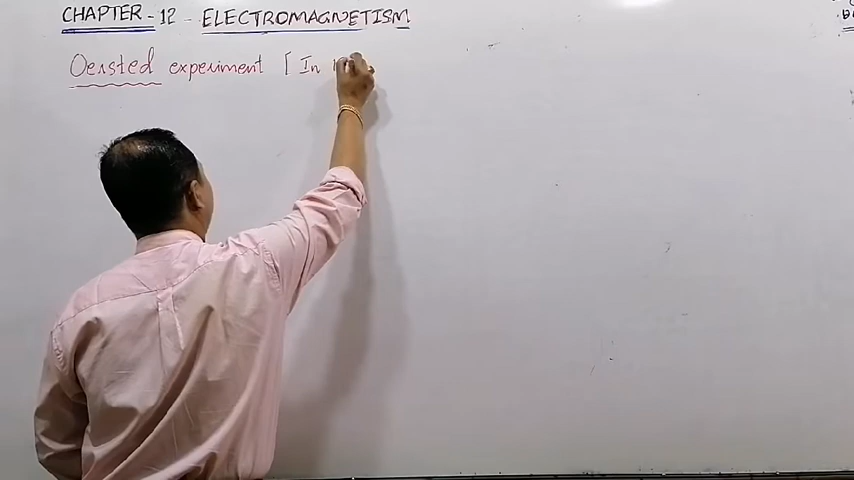 CHAPTER - 12 - ELECTROMAGNETISM
Oersted experiment [ In